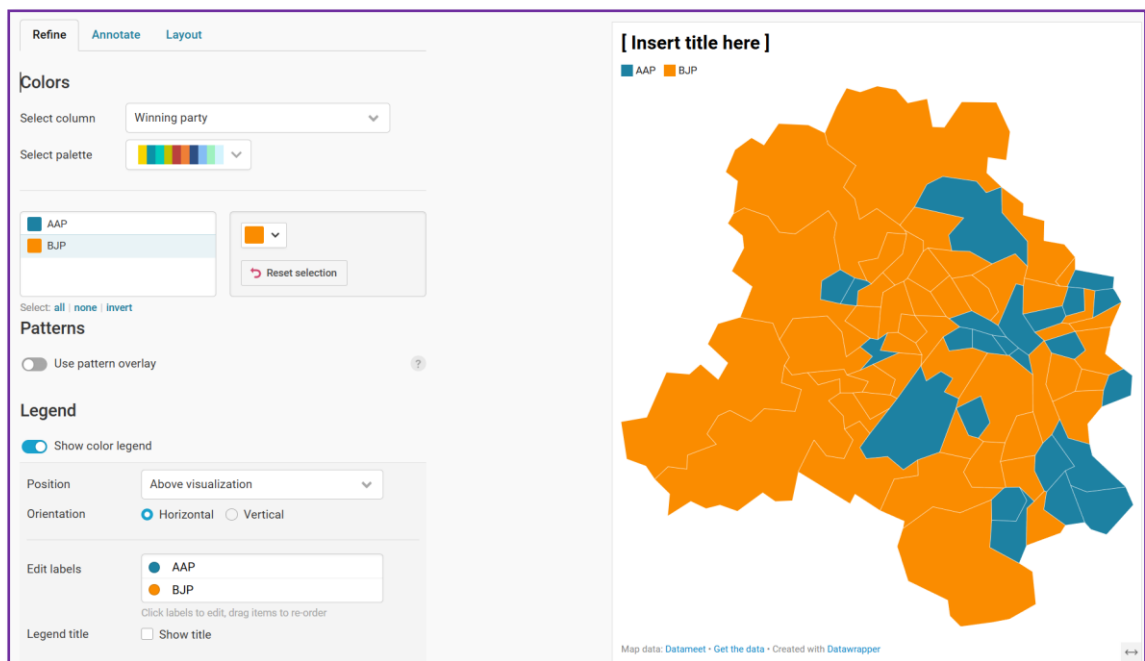 Refine Annotate Layout
Colors
Select column Winning party
Select palette
AAP
BJP
Reset selection
Select: all | none | invert
Patterns
Use pattern overlay ?
Legend
Show color legend
Position Above visualization
Orientation Horizontal Vertical
Edit labels AAP
BJP
Click labels to edit, drag items to re-order
Legend title Show title
[ Insert title here ]
AAP BJP
Map data: Datameet • Get the data • Created with Datawrapper